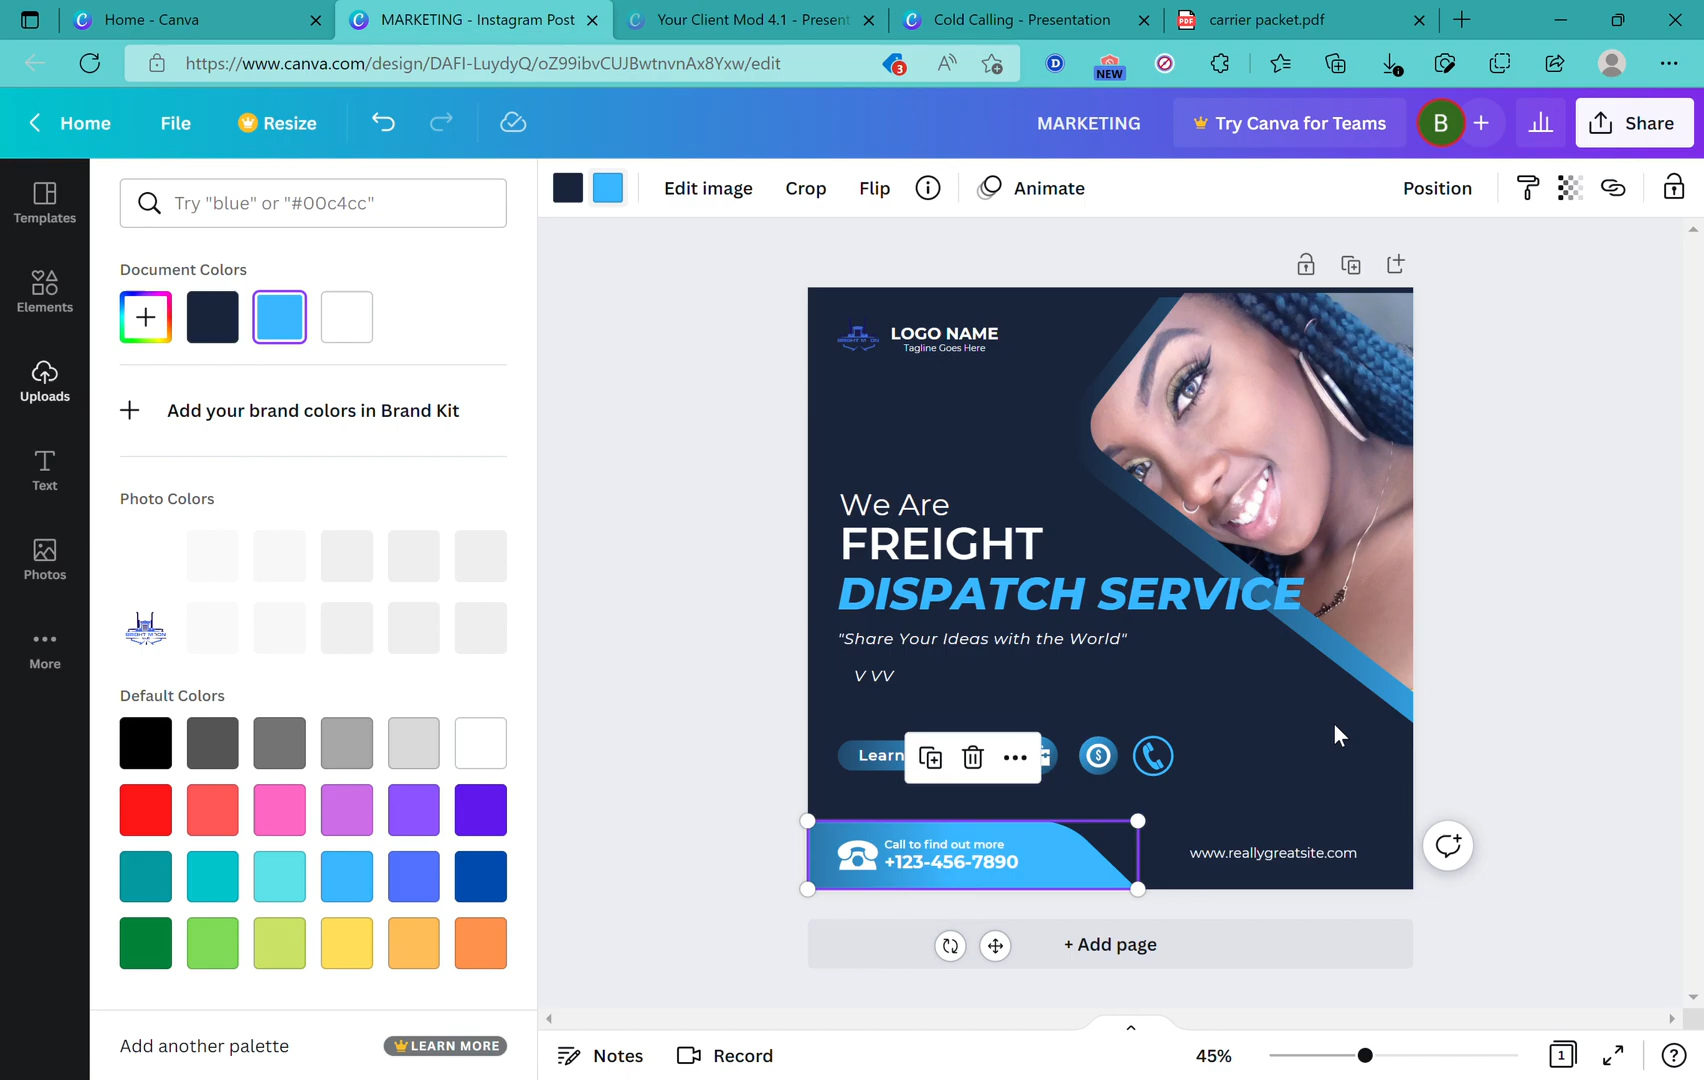 Home - Canva
MARKETING - Instagram Post
Your Client Mod 4.1 - Present
Cold Calling - Presentation
carrier packet.pdf
https://www.canva.com/design/DAFI-LuydyQ/oZ99ibvCUJBwtnvnAx8Yxw/edit
3
D
NEW
Home
File
Resize
MARKETING
Try Canva for Teams
B
Share
Templates
Elements
Uploads
Text
Photos
More
Try "blue" or "#00c4cc"
Document Colors
Add your brand colors in Brand Kit
Photo Colors
BRIGHT MOON
Default Colors
Add another palette
LEARN MORE
Edit image
Crop
Flip
Animate
Position
BRIGHT MOON
LOGO NAME
Tagline Goes Here
We Are
FREIGHT
DISPATCH SERVICE
"Share Your Ideas with the World"
V VV
Learn
Call to find out more
+123-456-7890
www.reallygreatsite.com
+ Add page
Notes
Record
45%
1